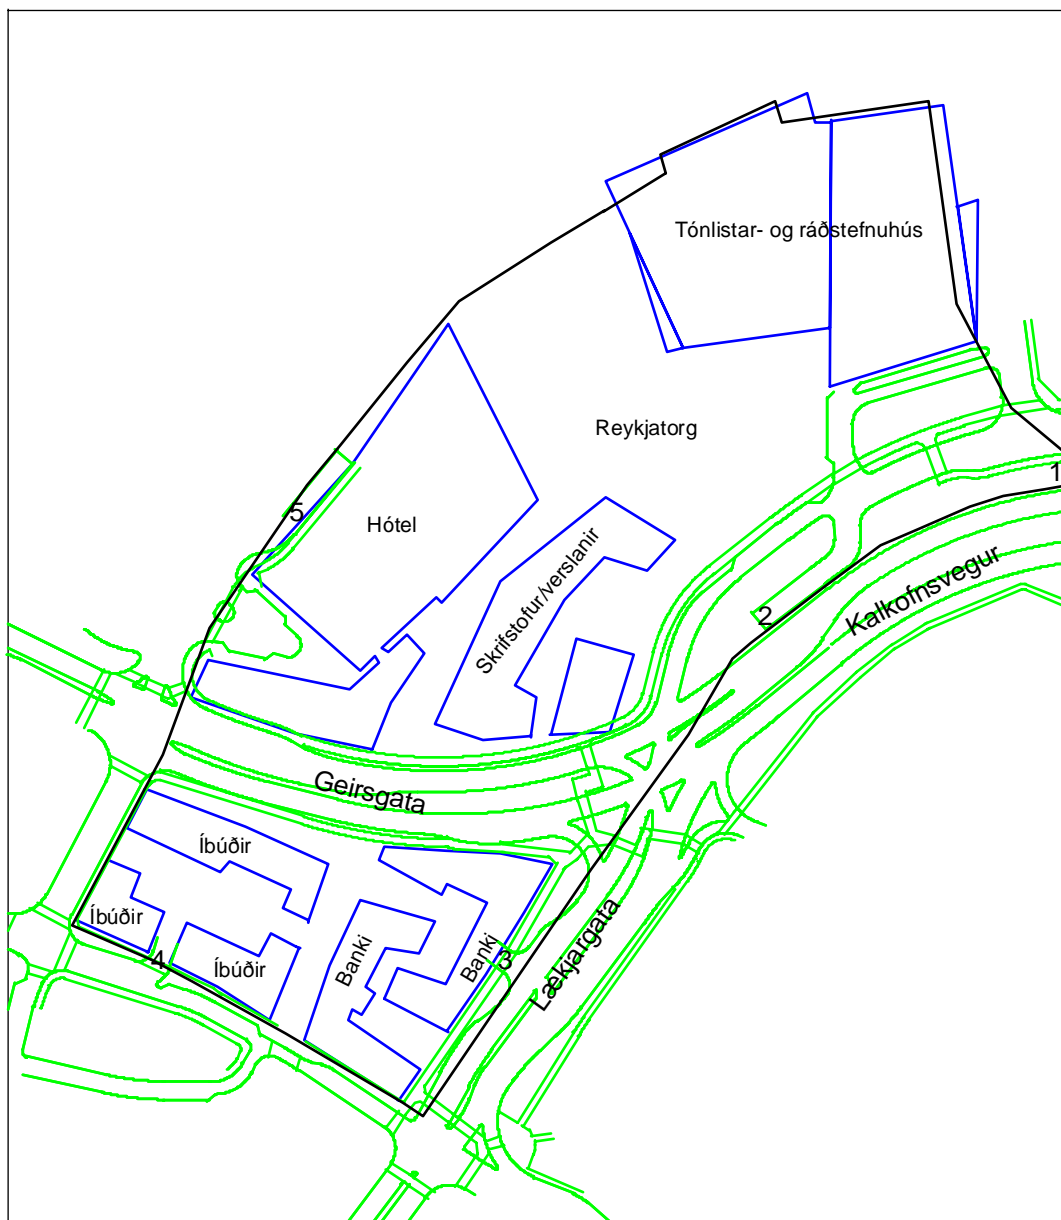 Tónlistar- og ráðstefnuhús
Reykjatorg
1
5
Hótel
Skrifstofur/verslanir
Kalkofnsvegur
2
Geirsgata
Íbúðir
Íbúðir
4
Íbúðir
Banki
Banki
3
Lækjargata